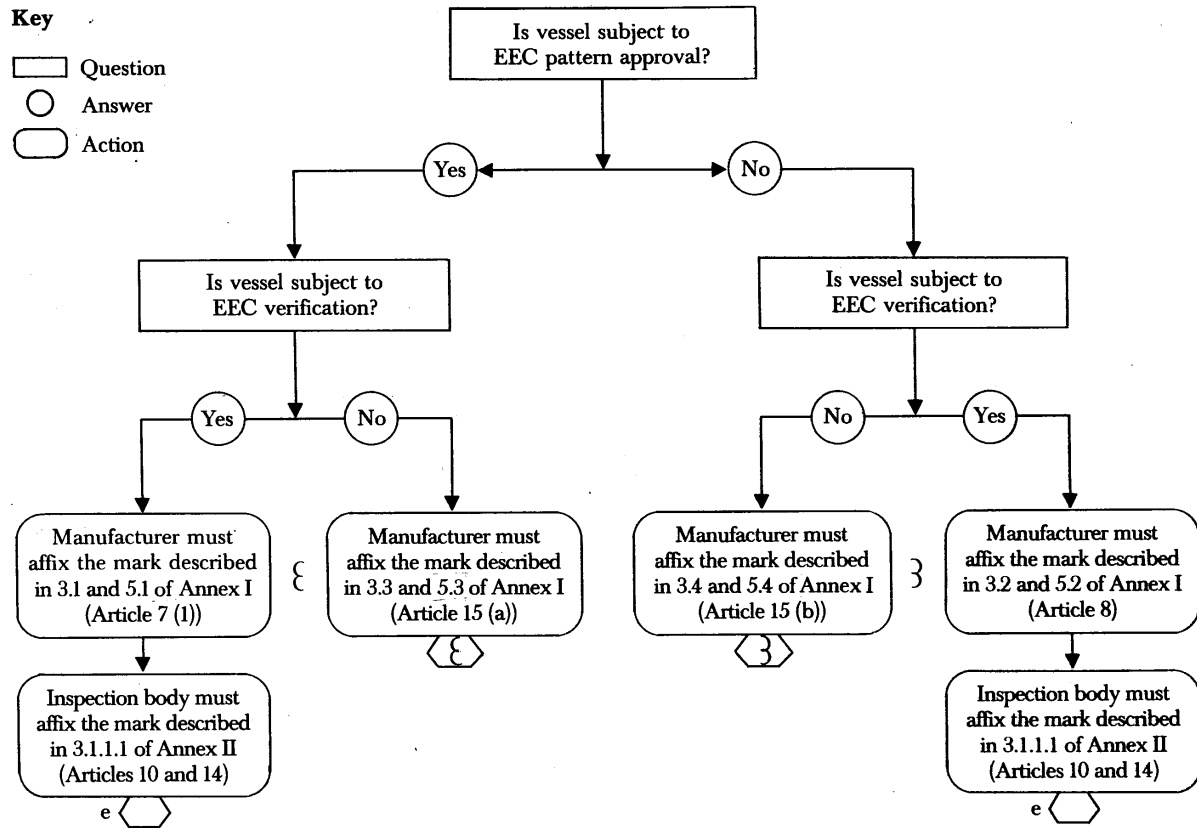 Key
Question
Answer
Action
Is vessel subject to
EEC pattern approval?
Yes
No
Is vessel subject to
EEC verification?
Is vessel subject to
EEC verification?
Yes
No
No
Yes
Manufacturer must
affix the mark described
in 3.1 and 5.1 of Annex I
(Article 7 (1))
ε
Manufacturer must
affix the mark described
in 3.3 and 5.3 of Annex I
(Article 15 (a))
ε
Manufacturer must
affix the mark described
in 3.4 and 5.4 of Annex I
(Article 15 (b))
3
3
Manufacturer must
affix the mark described
in 3.2 and 5.2 of Annex I
(Article 8)
Inspection body must
affix the mark described
in 3.1.1.1 of Annex II
(Articles 10 and 14)
e
Inspection body must
affix the mark described
in 3.1.1.1 of Annex II
(Articles 10 and 14)
e